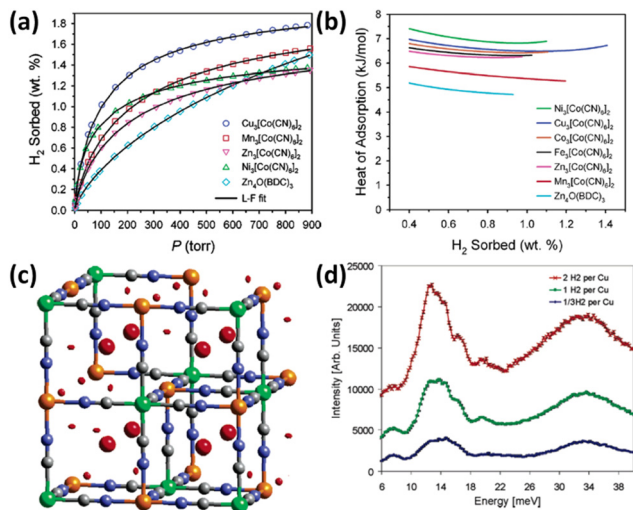 (a)
H2 Sorbed (wt. %)
1.8
1.6
1.4
1.2
1.0
0.8
0.6
0.4
0.2
0.0
Cu3[Co(CN)6]2
Mn3[Co(CN)6]2
Zn3[Co(CN)6]2
Ni3[Co(CN)6]2
Zn4O(BDC)3
L-F fit
0 100 200 300 400 500 600 700 800 900
P (torr)
(b)
Heat of Adsorption (kJ/mol)
9
8
7
6
5
4
3
2
1
0
Ni3[Co(CN)6]2
Cu3[Co(CN)6]2
Co3[Co(CN)6]2
Fe3[Co(CN)6]2
Zn3[Co(CN)6]2
Mn3[Co(CN)6]2
Zn4O(BDC)3
0.4 0.6 0.8 1.0 1.2 1.4
H2 Sorbed (wt. %)
(c)
(d)
Intensity [Arb. Units]
25000
20000
15000
10000
5000
0
2 H2 per Cu
1 H2 per Cu
1/3H2 per Cu
6 10 14 18 22 26 30 34 38
Energy [meV]